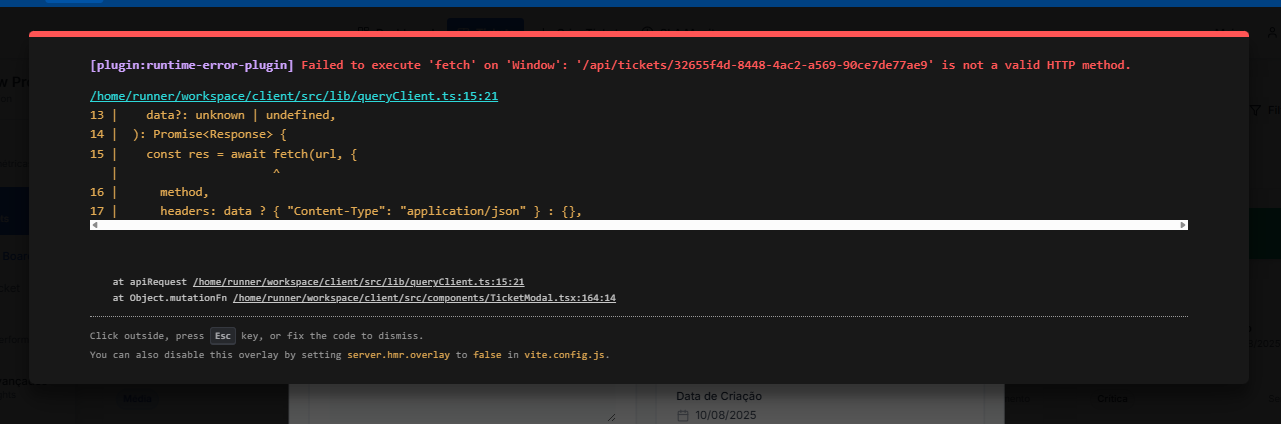 [plugin:runtime-error-plugin] Failed to execute 'fetch' on 'Window': '/api/tickets/32655f4d-8448-4ac2-a569-90ce7de77ae9' is not a valid HTTP method.
/home/runner/workspace/client/src/lib/queryClient.ts:15:21
13 |    data?: unknown | undefined,
14 |  ): Promise<Response> {
15 |    const res = await fetch(url, {
   |                      ^
16 |      method,
17 |      headers: data ? { "Content-Type": "application/json" } : {},
at apiRequest /home/runner/workspace/client/src/lib/queryClient.ts:15:21
at Object.mutationFn /home/runner/workspace/client/src/components/TicketModal.tsx:164:14
Click outside, press Esc key, or fix the code to dismiss.
You can also disable this overlay by setting server.hmr.overlay to false in vite.config.js.
Média
Data de Criação
10/08/2025
Crítica